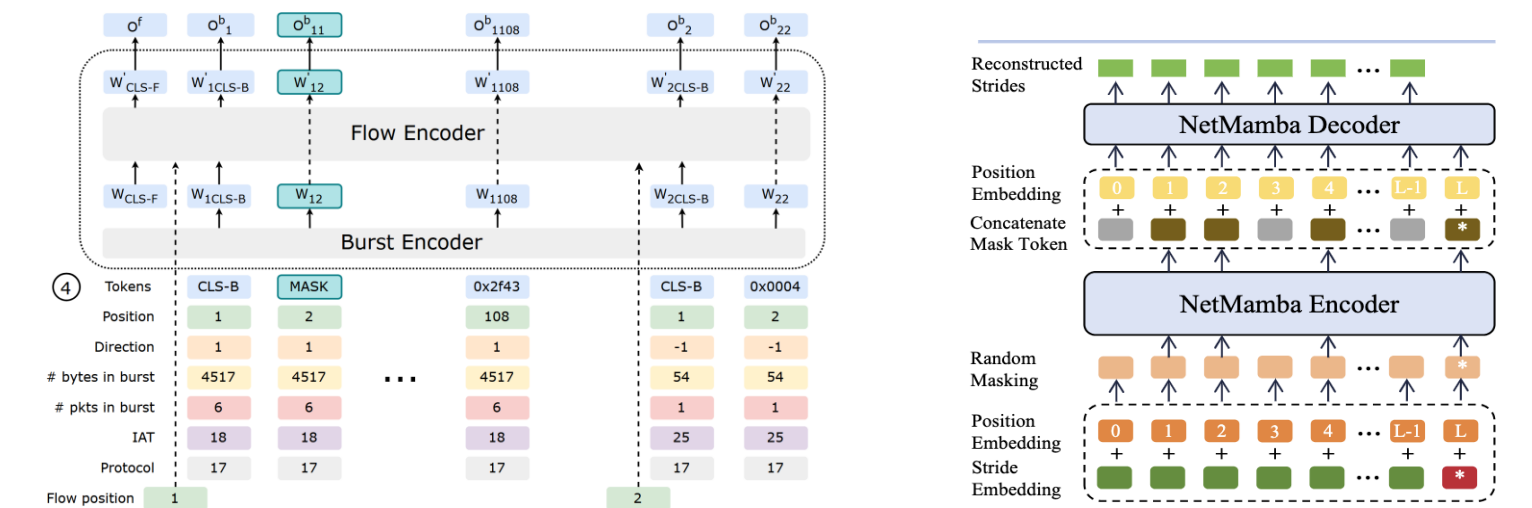 O^f O^b_1 O^b_11 O^b_1108 O^b_2 O^b_22
W'_CLS-F W'_1CLS-B W'_12 W'_1108 W'_2CLS-B W'_22
Flow Encoder
W_CLS-F W_1CLS-B W_12 W_1108 W_2CLS-B W_22
Burst Encoder
4 Tokens CLS-B MASK 0x2f43 CLS-B 0x0004
Position 1 2 108 1 2
Direction 1 1 1 -1 -1
# bytes in burst 4517 4517 ... 4517 54 54
# pkts in burst 6 6 6 1 1
IAT 18 18 18 25 25
Protocol 17 17 17 17 17
Flow position 1 2
Reconstructed
Strides
...
NetMamba Decoder
Position
Embedding
0 1 2 3 4 ... L-1 L
+ + + + + + +
Concatenate
Mask Token
... *
NetMamba Encoder
Random
Masking
... *
Position
Embedding
0 1 2 3 4 ... L-1 L
+ + + + + + +
Stride
Embedding
... *